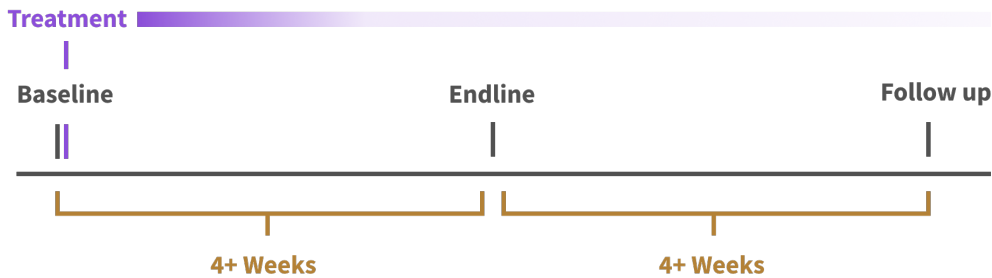 Treatment
Baseline
Endline
Follow up
4+ Weeks
4+ Weeks